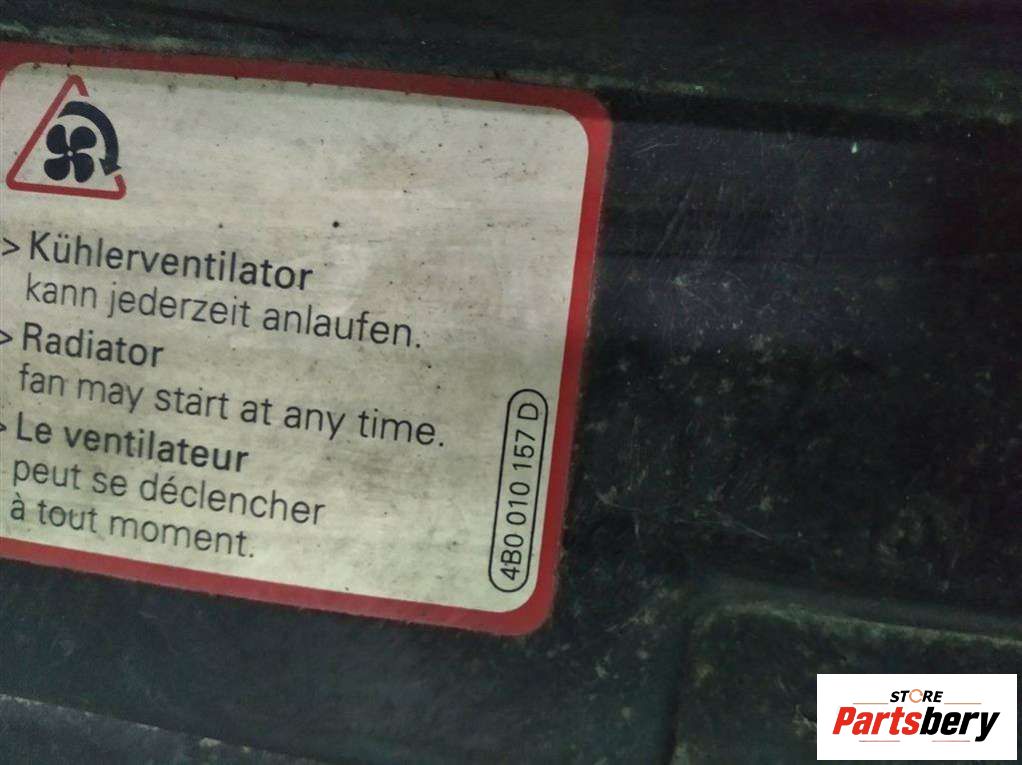 > Kühlerventilator
kann jederzeit anlaufen.
> Radiator
fan may start at any time.
> Le ventilateur
peut se déclencher
à tout moment.
4B0 010 157 D
STORE
Partsbery